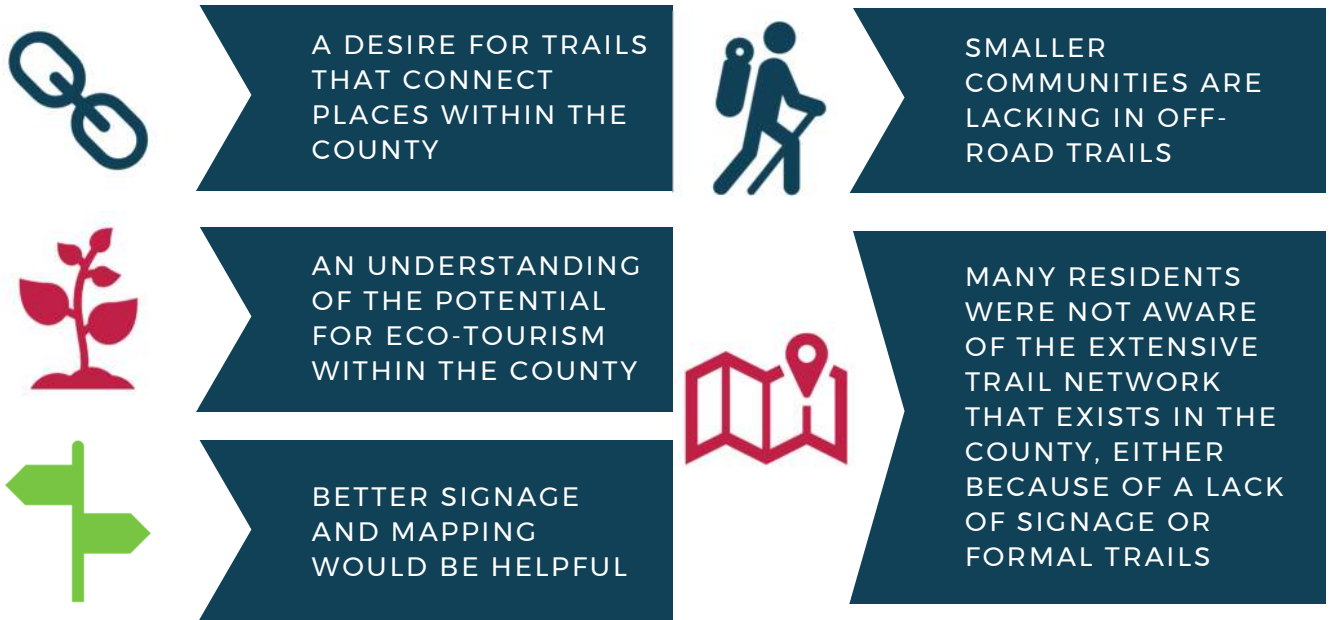 A DESIRE FOR TRAILS
THAT CONNECT
PLACES WITHIN THE
COUNTY
AN UNDERSTANDING
OF THE POTENTIAL
FOR ECO-TOURISM
WITHIN THE COUNTY
BETTER SIGNAGE
AND MAPPING
WOULD BE HELPFUL
SMALLER
COMMUNITIES ARE
LACKING IN OFF-
ROAD TRAILS
MANY RESIDENTS
WERE NOT AWARE
OF THE EXTENSIVE
TRAIL NETWORK
THAT EXISTS IN THE
COUNTY, EITHER
BECAUSE OF A LACK
OF SIGNAGE OR
FORMAL TRAILS